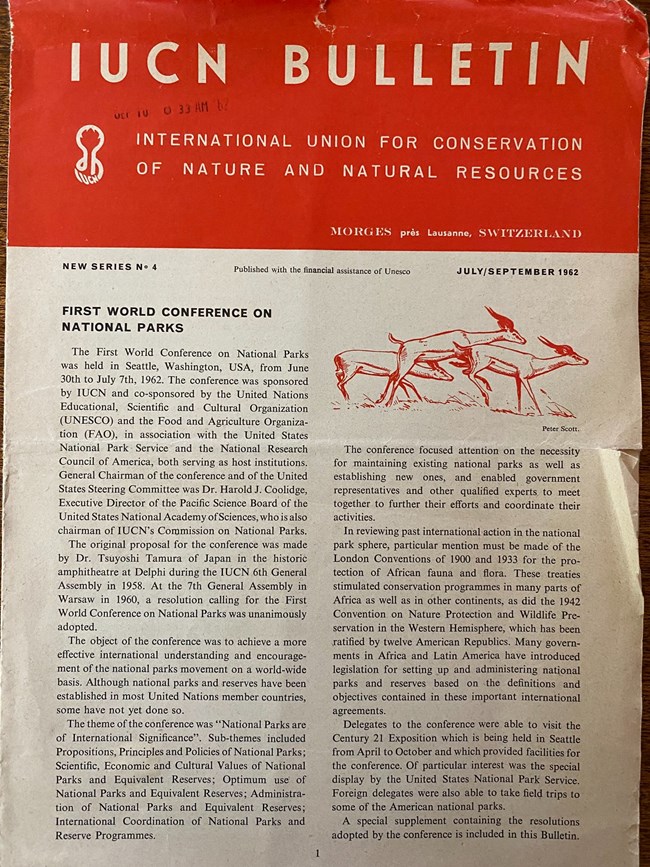 IUCN BULLETIN
INTERNATIONAL UNION FOR CONSERVATION
OF NATURE AND NATURAL RESOURCES
IUCN
MORGES près Lausanne, SWITZERLAND
NEW SERIES No 4
Published with the financial assistance of Unesco
JULY/SEPTEMBER 1962
FIRST WORLD CONFERENCE ON
NATIONAL PARKS
The First World Conference on National Parks
was held in Seattle, Washington, USA, from June
30th to July 7th, 1962. The conference was sponsored
by IUCN and co-sponsored by the United Nations
Educational, Scientific and Cultural Organization
(UNESCO) and the Food and Agriculture Organiza-
tion (FAO), in association with the United States
National Park Service and the National Research
Council of America, both serving as host institutions.
General Chairman of the conference and of the United
States Steering Committee was Dr. Harold J. Coolidge,
Executive Director of the Pacific Science Board of the
United States National Academy of Sciences, who is also
chairman of IUCN's Commission on National Parks.
The original proposal for the conference was made
by Dr. Tsuyoshi Tamura of Japan in the historic
amphitheatre at Delphi during the IUCN 6th General
Assembly in 1958. At the 7th General Assembly in
Warsaw in 1960, a resolution calling for the First
World Conference on National Parks was unanimously
adopted.
The object of the conference was to achieve a more
effective international understanding and encourage-
ment of the national parks movement on a world-wide
basis. Although national parks and reserves have been
established in most United Nations member countries,
some have not yet done so.
The theme of the conference was "National Parks are
of International Significance". Sub-themes included
Propositions, Principles and Policies of National Parks;
Scientific, Economic and Cultural Values of National
Parks and Equivalent Reserves; Optimum use of
National Parks and Equivalent Reserves; Administra-
tion of National Parks and Equivalent Reserves;
International Coordination of National Parks and
Reserve Programmes.
Peter Scott.
The conference focused attention on the necessity
for maintaining existing national parks as well as
establishing new ones, and enabled government
representatives and other qualified experts to meet
together to further their efforts and coordinate their
activities.
In reviewing past international action in the national
park sphere, particular mention must be made of the
London Conventions of 1900 and 1933 for the pro-
tection of African fauna and flora. These treaties
stimulated conservation programmes in many parts of
Africa as well as in other continents, as did the 1942
Convention on Nature Protection and Wildlife Pre-
servation in the Western Hemisphere, which has been
ratified by twelve American Republics. Many govern-
ments in Africa and Latin America have introduced
legislation for setting up and administering national
parks and reserves based on the definitions and
objectives contained in these important international
agreements.
Delegates to the conference were able to visit the
Century 21 Exposition which is being held in Seattle
from April to October and which provided facilities for
the conference. Of particular interest was the special
display by the United States National Park Service.
Foreign delegates were also able to take field trips to
some of the American national parks.
A special supplement containing the resolutions
adopted by the conference is included in this Bulletin.
1